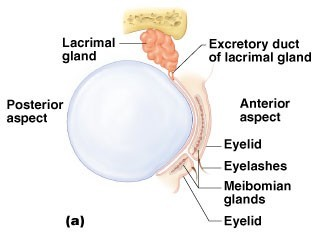 Lacrimal
gland
Excretory duct
of lacrimal gland
Posterior
aspect
Anterior
aspect
Eyelid
Eyelashes
Meibomian
glands
Eyelid
(a)